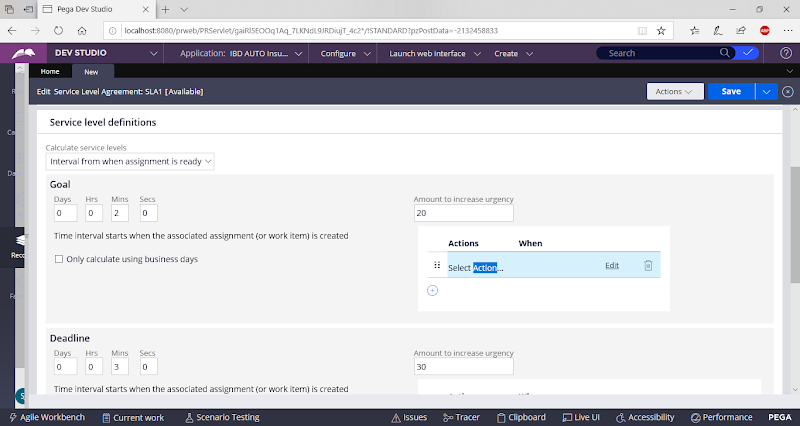 Pega Dev Studio
localhost:8080/prweb/PRServlet/gaiRl5EOOq1Aq_7LKNdL9JRDiujT_4c2*/!STANDARD?pzPostData=-2132458833
DEV STUDIO
Application: IBD AUTO Insu...
Configure
Launch web interface
Create
Search
Home
New
Edit Service Level Agreement: SLA1 [Available]
Actions
Save
Service level definitions
Calculate service levels
Interval from when assignment is ready
Goal
Days Hrs Mins Secs
0 0 2 0
Amount to increase urgency
20
Time interval starts when the associated assignment (or work item) is created
Only calculate using business days
Actions When
Select Action...
Edit
Deadline
Days Hrs Mins Secs
0 0 3 0
Amount to increase urgency
30
Time interval starts when the associated assignment (or work item) is created
Agile Workbench
Current work
Scenario Testing
Issues
Tracer
Clipboard
Live UI
Accessibility
Performance
PEGA